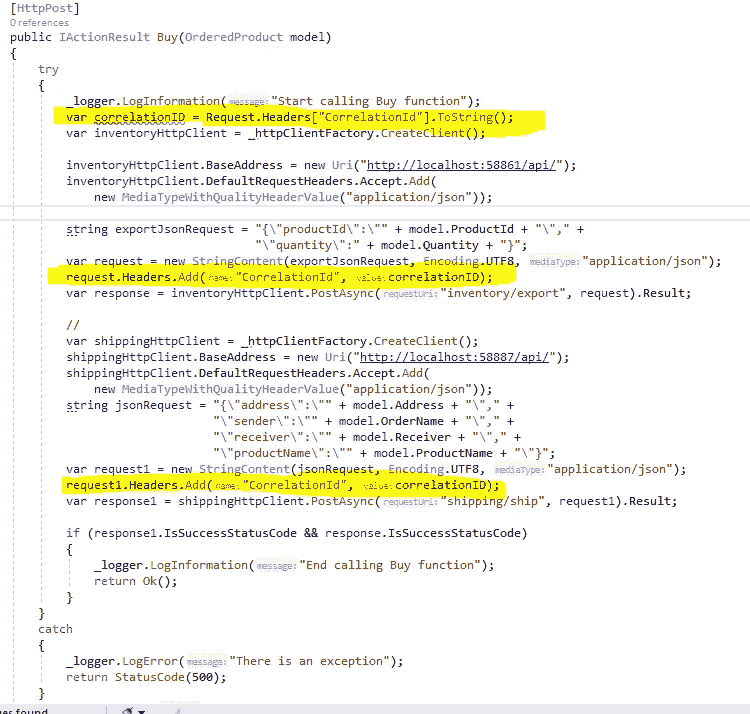 [HttpPost]
0 references
public IActionResult Buy(OrderedProduct model)
{
try
{
_logger.LogInformation(message: "Start calling Buy function");
var correlationID = Request.Headers["CorrelationId"].ToString();
var inventoryHttpClient = _httpClientFactory.CreateClient();
inventoryHttpClient.BaseAddress = new Uri("http://localhost:58861/api/");
inventoryHttpClient.DefaultRequestHeaders.Accept.Add(
new MediaTypeWithQualityHeaderValue("application/json"));
string exportJsonRequest = "{\"productId\":\"" + model.ProductId + "\"," +
"\"quantity\":" + model.Quantity + "}";
var request = new StringContent(exportJsonRequest, Encoding.UTF8, mediaType: "application/json");
request.Headers.Add(name: "CorrelationId", value: correlationID);
var response = inventoryHttpClient.PostAsync(requestUri: "inventory/export", request).Result;
//
var shippingHttpClient = _httpClientFactory.CreateClient();
shippingHttpClient.BaseAddress = new Uri("http://localhost:58887/api/");
shippingHttpClient.DefaultRequestHeaders.Accept.Add(
new MediaTypeWithQualityHeaderValue("application/json"));
string jsonRequest = "{\"address\":\"" + model.Address + "\"," +
"\"sender\":\"" + model.OrderName + "\"," +
"\"receiver\":\"" + model.Receiver + "\"," +
"\"productName\":\"" + model.ProductName + "\"}";
var request1 = new StringContent(jsonRequest, Encoding.UTF8, mediaType: "application/json");
request1.Headers.Add(name: "CorrelationId", value: correlationID);
var response1 = shippingHttpClient.PostAsync(requestUri: "shipping/ship", request1).Result;
if (response1.IsSuccessStatusCode && response.IsSuccessStatusCode)
{
_logger.LogInformation(message: "End calling Buy function");
return Ok();
}
}
catch
{
_logger.LogError(message: "There is an exception");
return StatusCode(500);
}